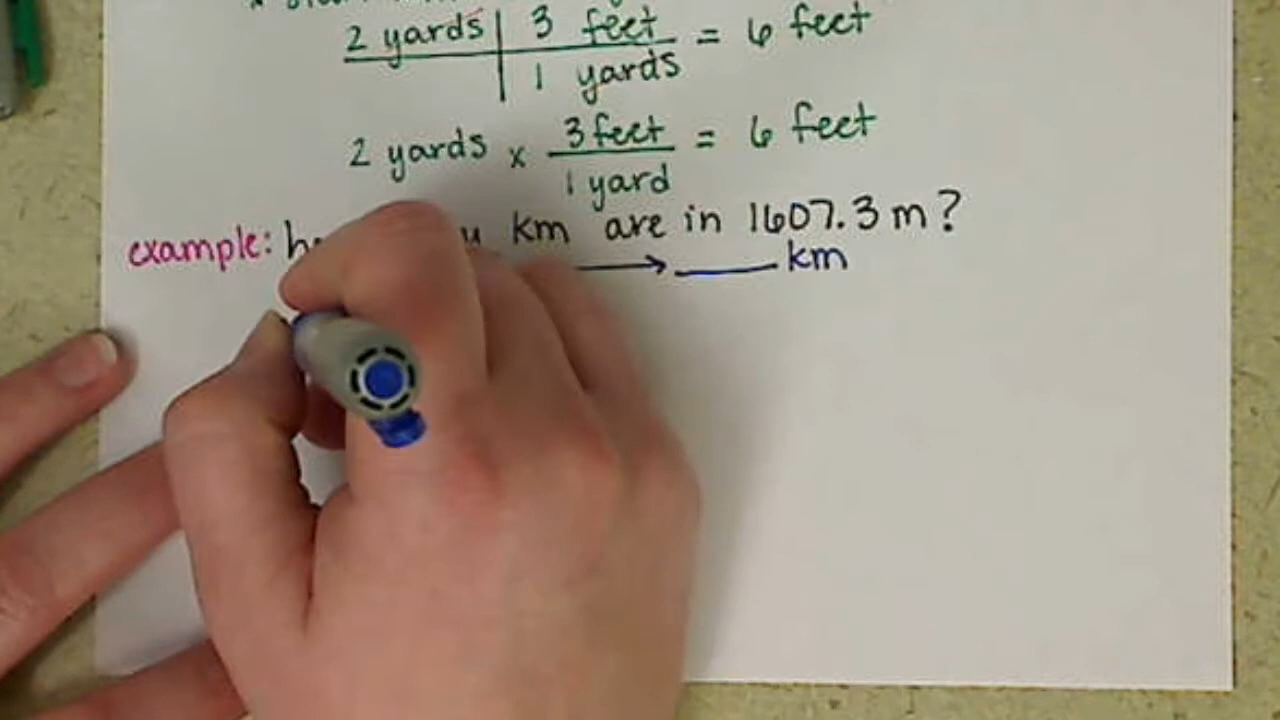 2 yards | 3 feet = 6 feet
1 yards
2 yards x 3 feet = 6 feet
1 yard
example: km are in 1607.3 m?
→ ____ km